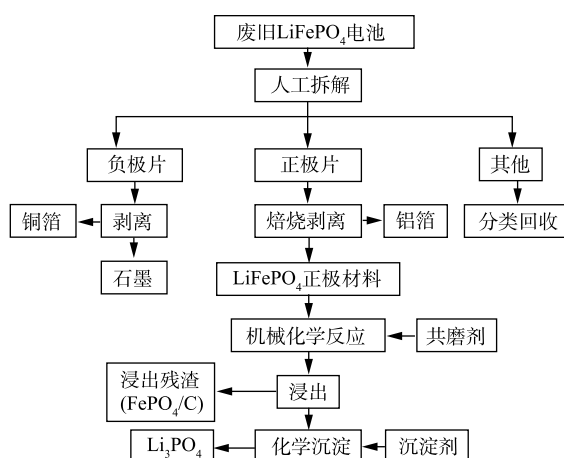 废旧LiFePO₄电池
人工拆解
负极片
正极片
其他
铜箔
剥离
焙烧剥离
铝箔
分类回收
石墨
LiFePO₄正极材料
机械化学反应
共磨剂
浸出残渣
(FePO₄/C)
浸出
Li₃PO₄
化学沉淀
沉淀剂